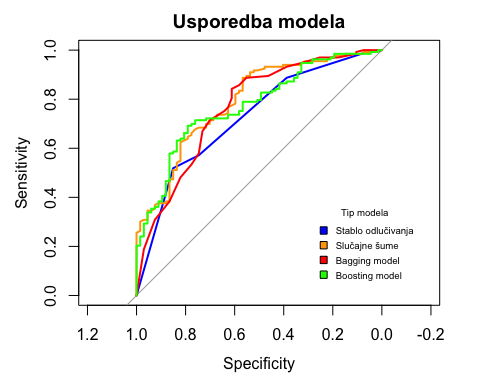 Usporedba modela
Sensitivity
1.0
0.8
0.6
0.4
0.2
0.0
Tip modela
Stablo odlučivanja
Slučajne šume
Bagging model
Boosting model
1.2 1.0 0.8 0.6 0.4 0.2 0.0 -0.2
Specificity